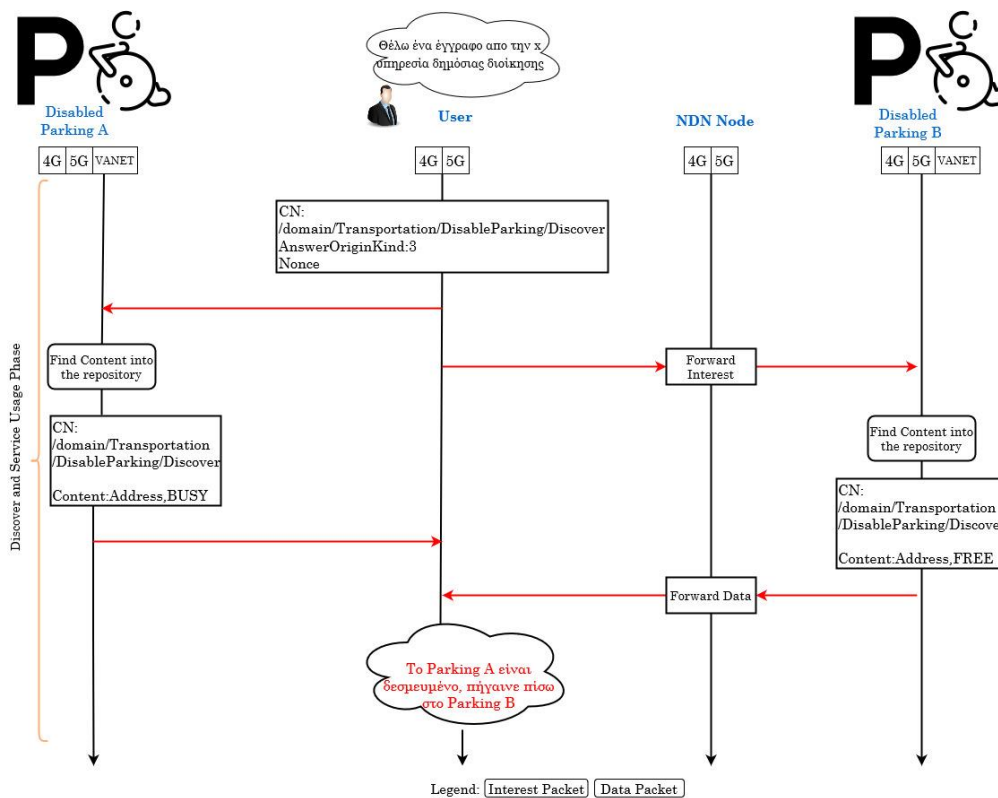 P
P
Θέλω ένα έγγραφο απο την x
υπηρεσία δημόσιας διοίκησης
Disabled
Parking A
User
NDN Node
Disabled
Parking B
4G 5G VANET
4G 5G
4G 5G
4G 5G VANET
CN:
/domain/Transportation/DisableParking/Discover
AnswerOriginKind:3
Nonce
Find Content into
the repository
Forward
Interest
CN:
/domain/Transportation
/DisableParking/Discover
Content:Address,BUSY
Find Content into
the repository
CN:
/domain/Transportation
/DisableParking/Discove
Content:Address,FREE
Forward Data
Discover and Service Usage Phase
Το Parking A είναι
δεσμευμένο, πήγαινε πίσω
στο Parking B
Legend: Interest Packet Data Packet